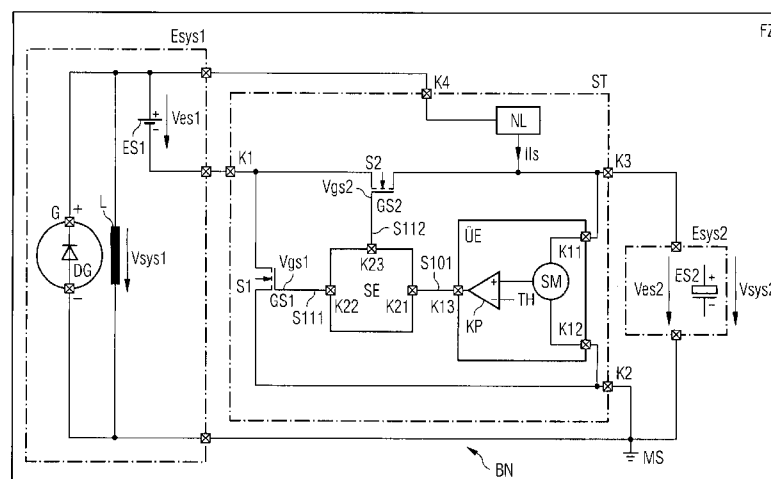 FZ
Esys1
K4
ST
NL
Ves1
ES1
IIs
K1
S2
K3
Vgs2
GS2
S112
Esys2
G
L
DG
Vsys1
ÜE
K11
K23
S101
Vgs1
S1
GS1
SE
K22
K21
K13
SM
KP
TH
K12
S111
ES2
Ves2
Vsys2
K2
MS
BN